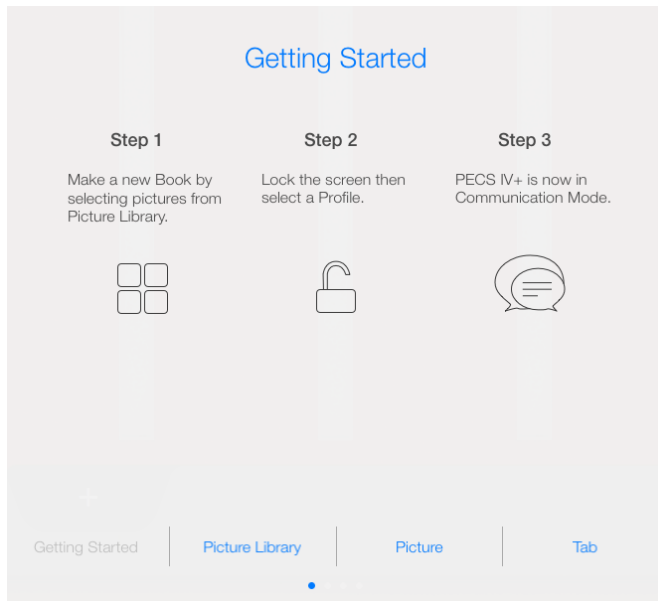 Getting Started
Step 1
Make a new Book by
selecting pictures from
Picture Library.
Step 2
Lock the screen then
select a Profile.
Step 3
PECS IV+ is now in
Communication Mode.
Getting Started
Picture Library
Picture
Tab